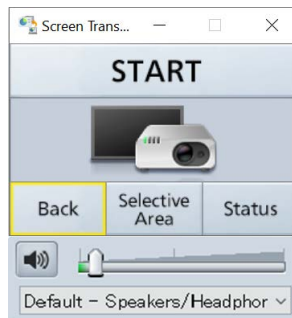 Screen Trans...
START
Back
Selective
Area
Status
Default - Speakers/Headphor